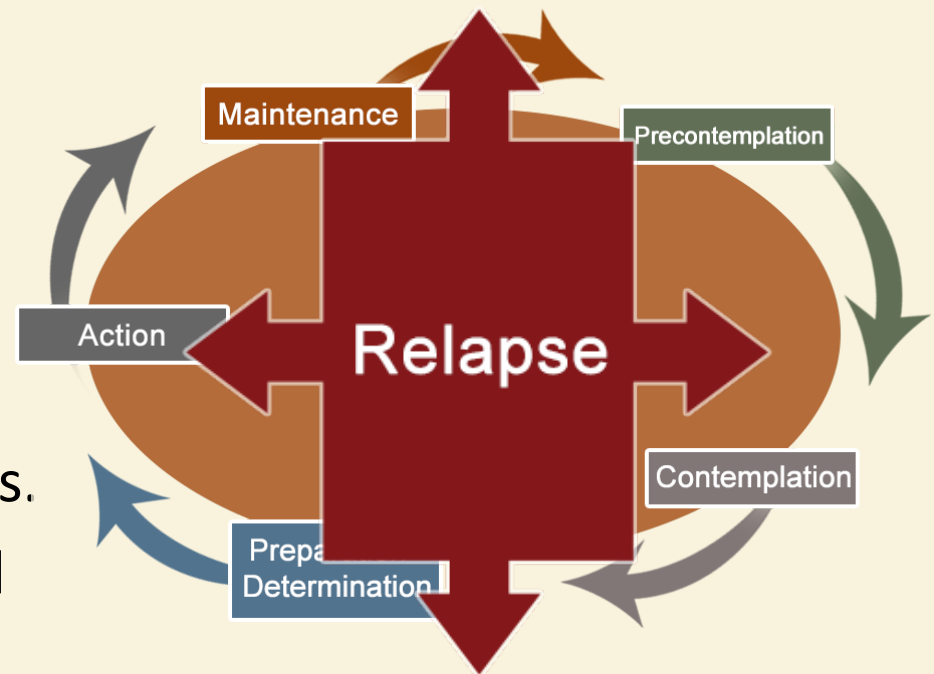 Maintenance
Precontemplation
Relapse
Action
Contemplation
s.
Prepa
Determination